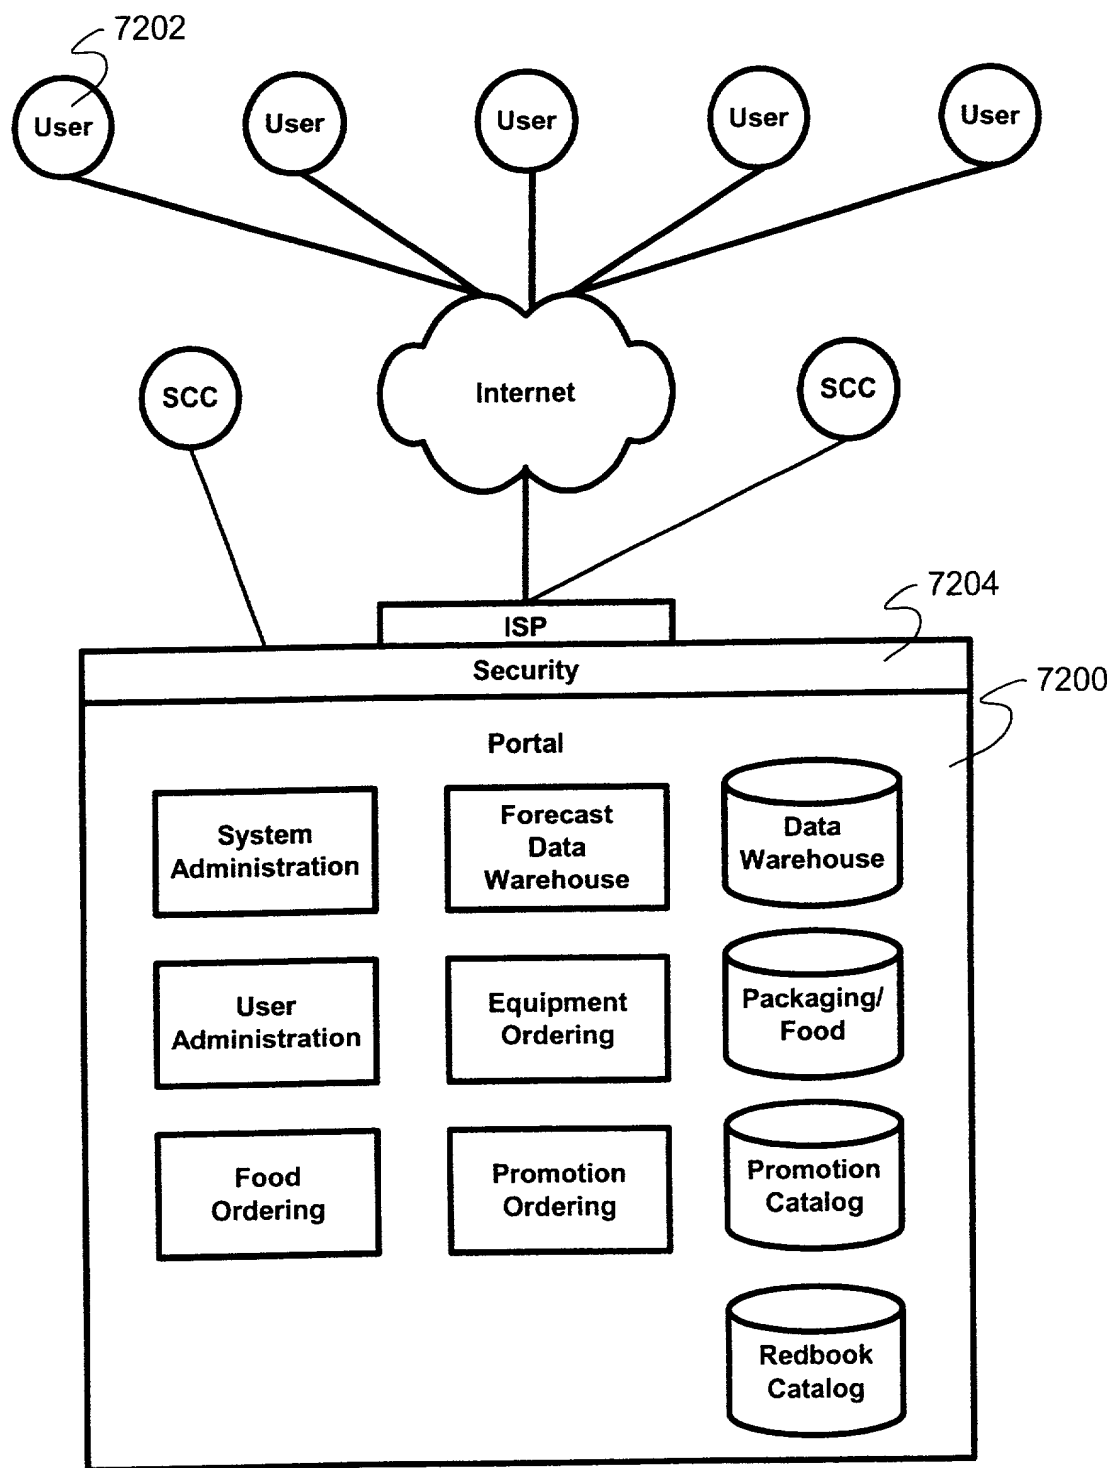 7202
User
User
User
User
User
SCC
Internet
SCC
7204
ISP
Security
7200
Portal
System
Administration
Forecast
Data
Warehouse
Data
Warehouse
User
Administration
Equipment
Ordering
Packaging/
Food
Food
Ordering
Promotion
Ordering
Promotion
Catalog
Redbook
Catalog